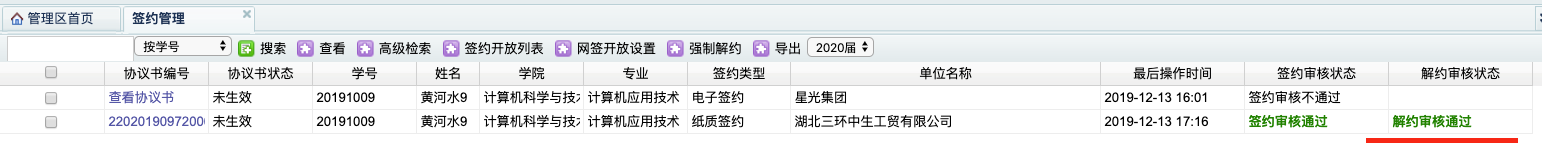 管理区首页 签约管理
按学号 搜索 查看 高级检索 签约开放列表 网签开放设置 强制解约 导出 2020届
协议书编号 协议书状态 学号 姓名 学院 专业 签约类型 单位名称 最后操作时间 签约审核状态 解约审核状态
查看协议书 未生效 20191009 黄河水9 计算机科学与技 计算机应用技术 电子签约 星光集团 2019-12-13 16:01 签约审核不通过
2202019097200 未生效 20191009 黄河水9 计算机科学与技 计算机应用技术 纸质签约 湖北三环中生工贸有限公司 2019-12-13 17:16 签约审核通过 解约审核通过